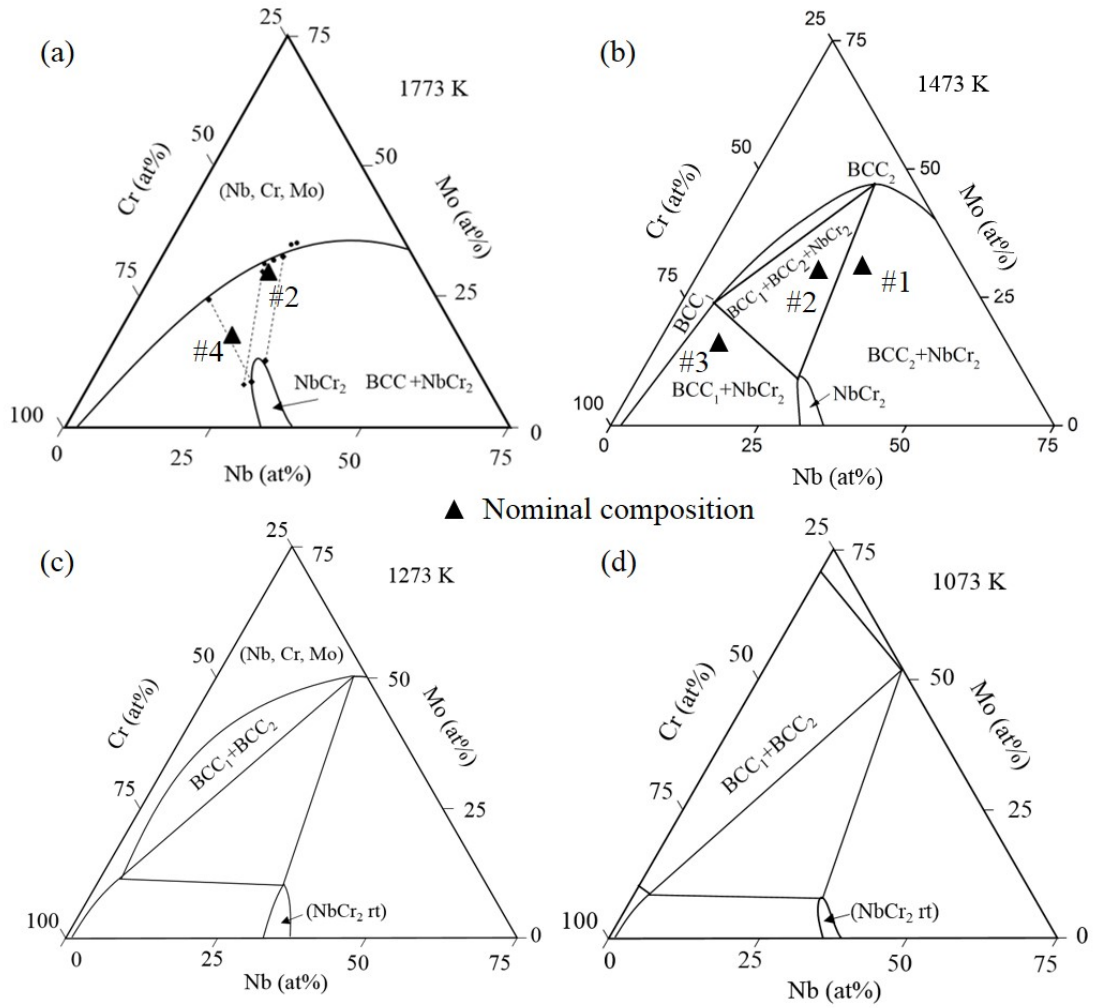 (a)
25
75
1773 K
50
50
Cr (at%)
Mo (at%)
(Nb, Cr, Mo)
75
25
#2
#4
NbCr2
BCC +NbCr2
100
0
0
25
50
75
Nb (at%)
(b)
25
75
1473 K
50
50
BCC2
Cr (at%)
Mo (at%)
75
25
BCC1
BCC1+BCC2+NbCr2
#2
#1
#3
BCC2+NbCr2
BCC1+NbCr2
NbCr2
100
0
0
25
50
75
Nb (at%)
▲ Nominal composition
(c)
25
75
1273 K
50
(Nb, Cr, Mo)
50
Cr (at%)
Mo (at%)
BCC1+BCC2
75
25
(NbCr2 rt)
100
0
0
25
50
75
Nb (at%)
(d)
25
75
1073 K
50
50
Cr (at%)
Mo (at%)
BCC1+BCC2
75
25
(NbCr2 rt)
100
0
0
25
50
75
Nb (at%)